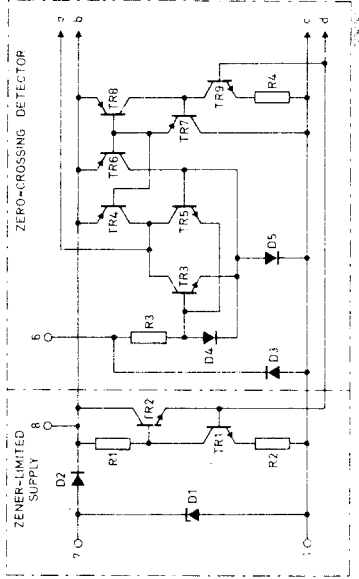 ZENER-LIMITED
SUPPLY
ZERO-CROSSING DETECTOR
7
D2
8
6
a
b
R1
TR2
D1
TR1
R2
R3
D4
D3
TR3
TR4
TR5
D5
TR6
TR8
TR7
TR9
R4
c
d